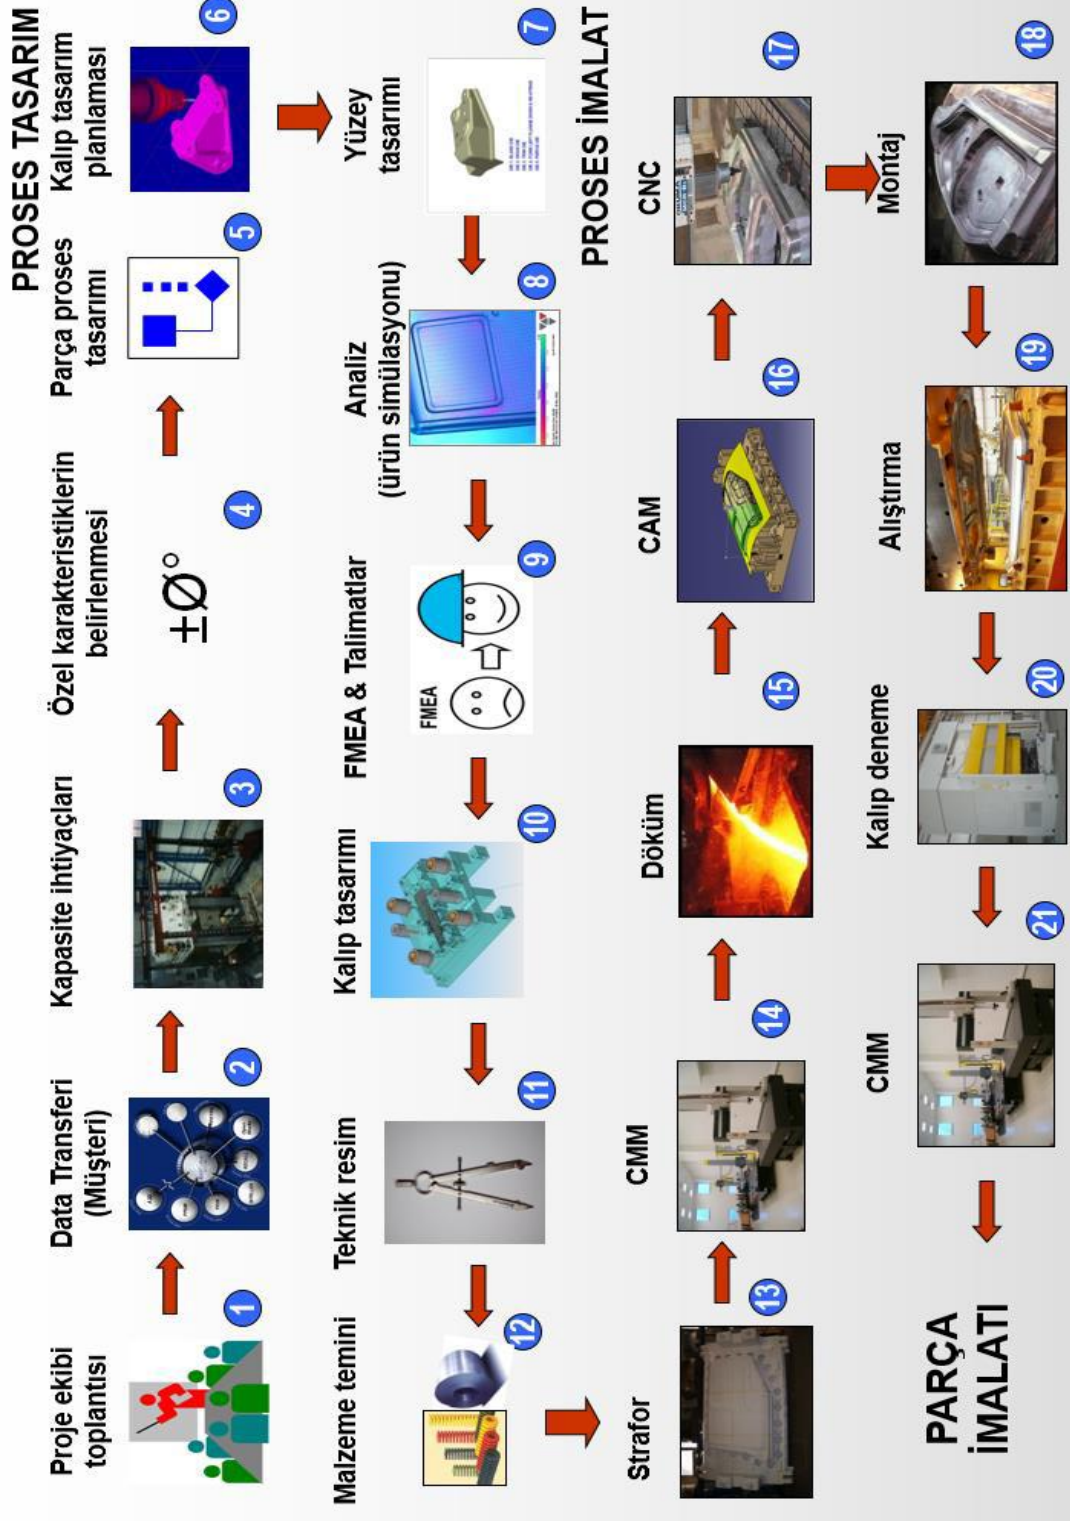 PROSES TASARIM
Proje ekibi
toplantısı
1
Data Transferi
(Müşteri)
2
Kapasite ihtiyaçları
3
Özel karakteristiklerin
belirlenmesi
±Ø°
4
Parça proses
tasarımı
5
Kalıp tasarım
planlaması
6
Yüzey
tasarımı
7
Analiz
(ürün simülasyonu)
8
FMEA & Talimatlar
FMEA
9
Kalıp tasarımı
10
Teknik resim
11
Malzeme temini
12
PROSES İMALAT
Strafor
13
CMM
14
Döküm
15
CAM
16
CNC
17
Montaj
18
Alıştırma
19
Kalıp deneme
20
CMM
21
PARÇA
İMALATI